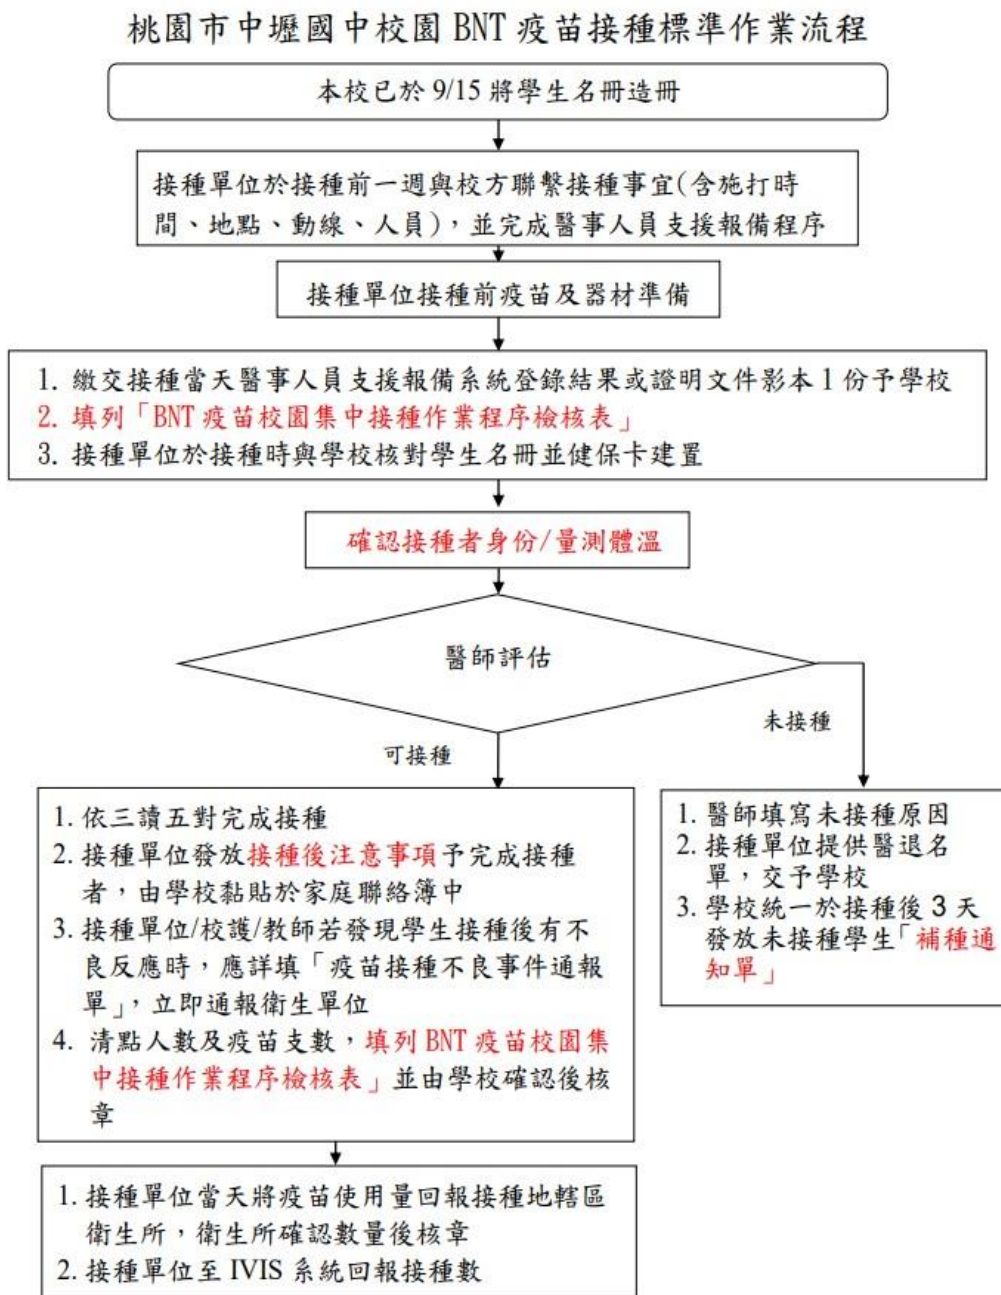 桃園市中壢國中校園 BNT 疫苗接種標準作業流程
本校已於 9/15 將學生名冊造冊
接種單位於接種前一週與校方聯繫接種事宜(含施打時
間、地點、動線、人員)，並完成醫事人員支援報備程序
接種單位接種前疫苗及器材準備
1. 繳交接種當天醫事人員支援報備系統登錄結果或證明文件影本 1 份予學校
2. 填列「BNT 疫苗校園集中接種作業程序檢核表」
3. 接種單位於接種時與學校核對學生名冊並健保卡建置
確認接種者身份/量測體溫
醫師評估
未接種
可接種
1. 依三讀五對完成接種
2. 接種單位發放接種後注意事項予完成接種
者，由學校黏貼於家庭聯絡簿中
3. 接種單位/校護/教師若發現學生接種後有不
良反應時，應詳填「疫苗接種不良事件通報
單」，立即通報衛生單位
4. 清點人數及疫苗支數，填列 BNT 疫苗校園集
中接種作業程序檢核表」並由學校確認後核
章
1. 醫師填寫未接種原因
2. 接種單位提供醫退名
單，交予學校
3. 學校統一於接種後 3 天
發放未接種學生「補種通
知單」
1. 接種單位當天將疫苗使用量回報接種地轄區
衛生所，衛生所確認數量後核章
2. 接種單位至 IVIS 系統回報接種數